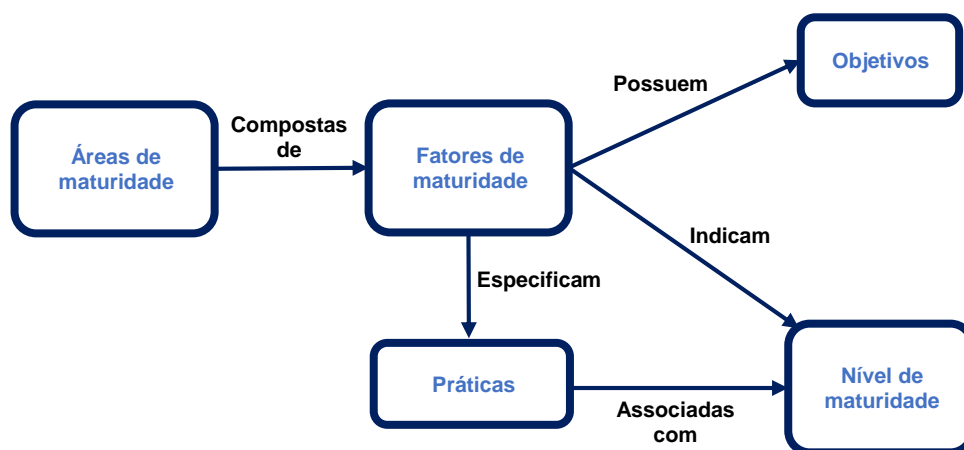 Objetivos
Possuem
Compostas
de
Áreas de
maturidade
Fatores de
maturidade
Indicam
Especificam
Práticas
Associadas
com
Nível de
maturidade